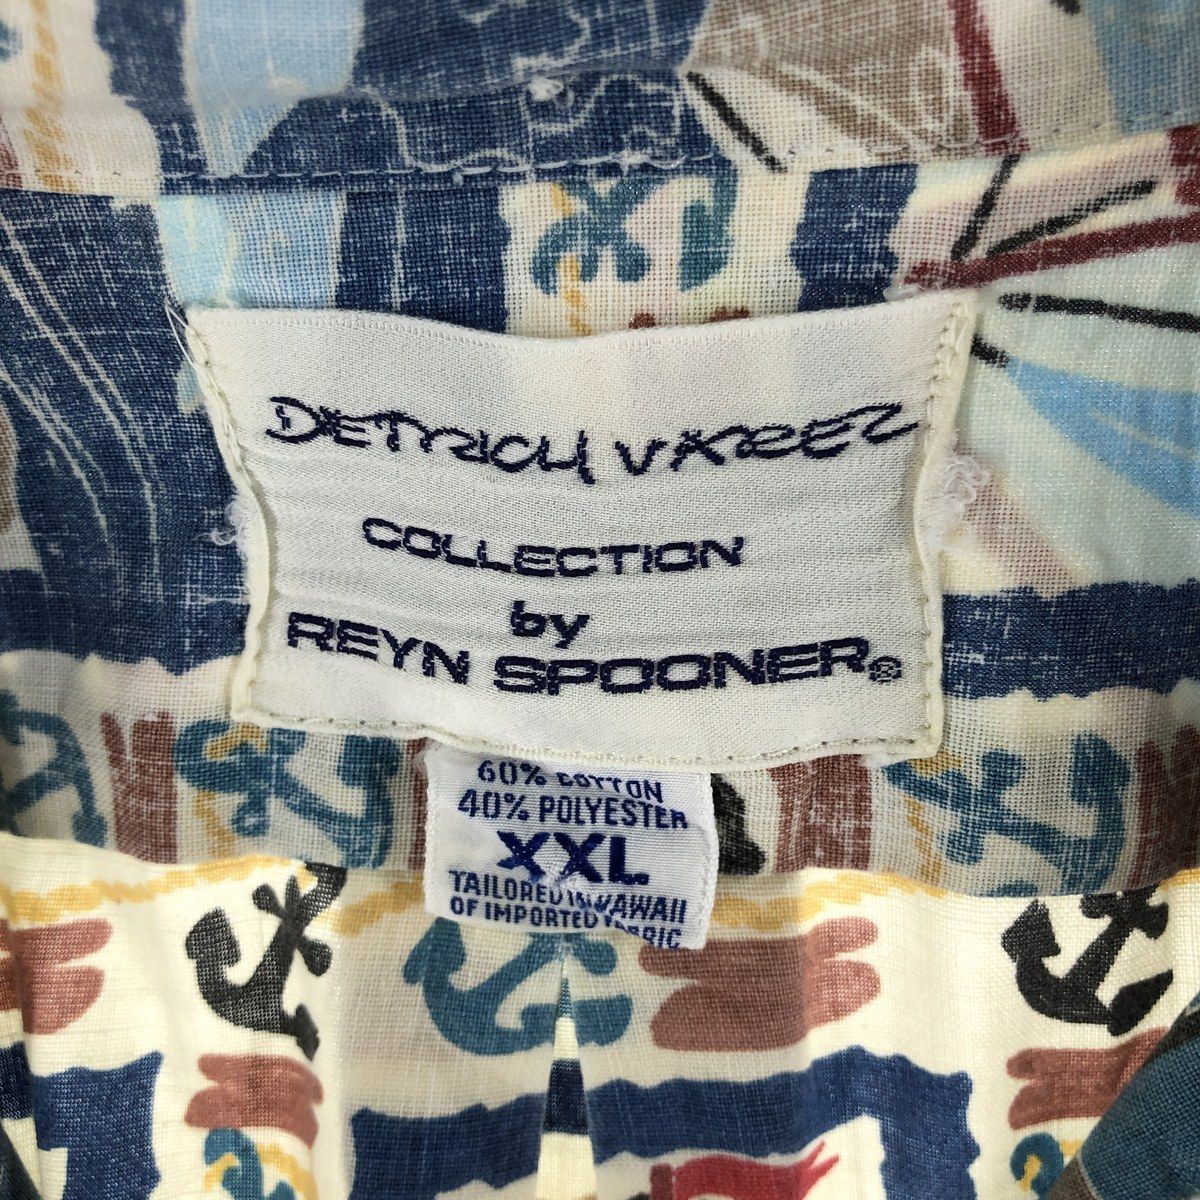 DIETRICH VAREZ
COLLECTION
by
REYN SPOONER®
60% COTTON
40% POLYESTER
XXL
TAILORED IN HAWAII
OF IMPORTED FABRIC